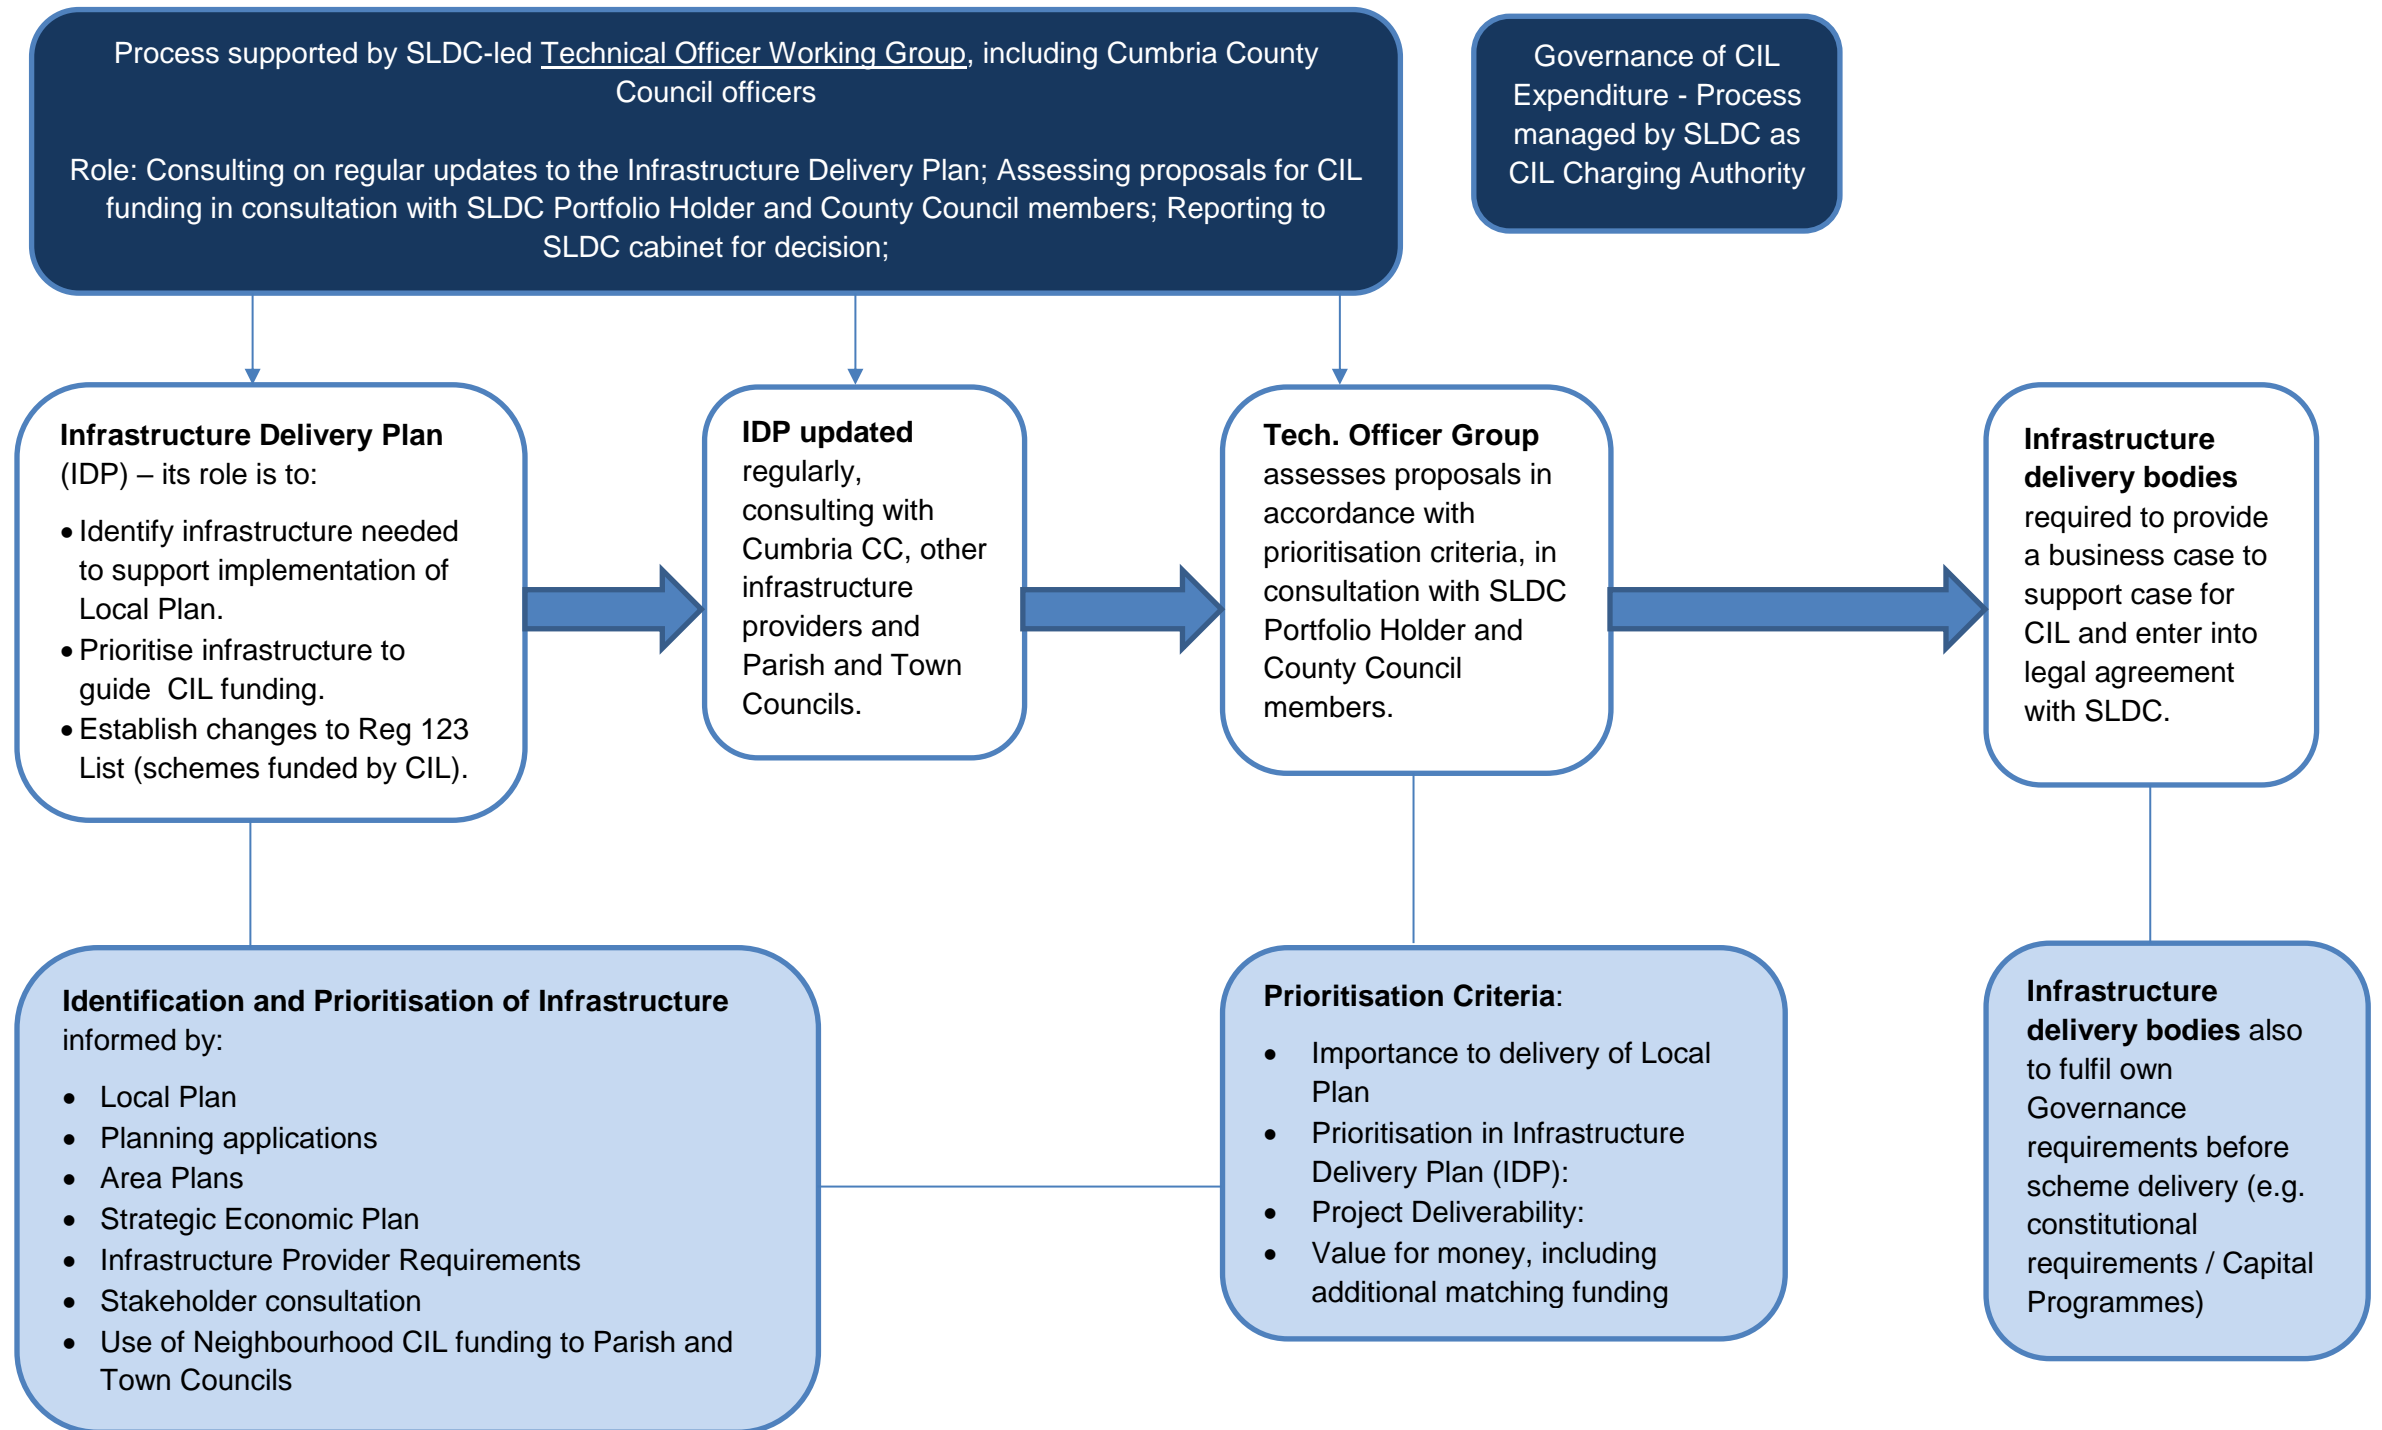 Process supported by SLDC-led Technical Officer Working Group, including Cumbria County
Council officers
Role: Consulting on regular updates to the Infrastructure Delivery Plan; Assessing proposals for CIL
funding in consultation with SLDC Portfolio Holder and County Council members; Reporting to
SLDC cabinet for decision;
Governance of CIL
Expenditure - Process
managed by SLDC as
CIL Charging Authority
Infrastructure Delivery Plan
(IDP) – its role is to:
• Identify infrastructure needed
to support implementation of
Local Plan.
• Prioritise infrastructure to
guide  CIL funding.
• Establish changes to Reg 123
List (schemes funded by CIL).
IDP updated
regularly,
consulting with
Cumbria CC, other
infrastructure
providers and
Parish and Town
Councils.
Tech. Officer Group
assesses proposals in
accordance with
prioritisation criteria, in
consultation with SLDC
Portfolio Holder and
County Council
members.
Infrastructure
delivery bodies
required to provide
a business case to
support case for
CIL and enter into
legal agreement
with SLDC.
Identification and Prioritisation of Infrastructure
informed by:
• Local Plan
• Planning applications
• Area Plans
• Strategic Economic Plan
• Infrastructure Provider Requirements
• Stakeholder consultation
• Use of Neighbourhood CIL funding to Parish and
Town Councils
Prioritisation Criteria:
• Importance to delivery of Local
Plan
• Prioritisation in Infrastructure
Delivery Plan (IDP):
• Project Deliverability:
• Value for money, including
additional matching funding
Infrastructure
delivery bodies also
to fulfil own
Governance
requirements before
scheme delivery (e.g.
constitutional
requirements / Capital
Programmes)